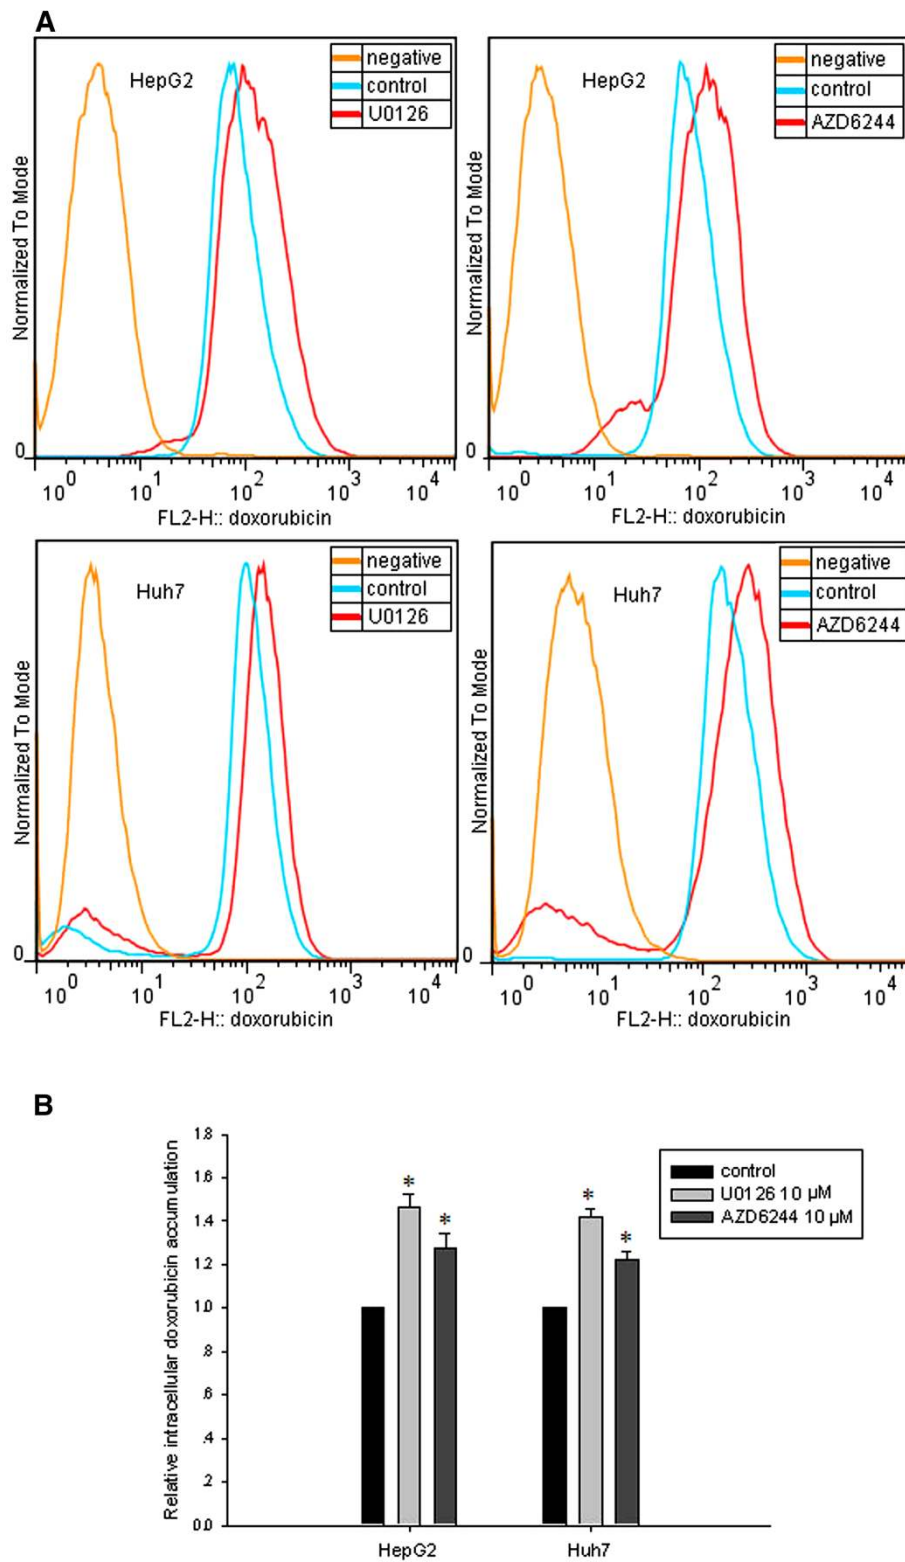 A
negative
control
U0126
HepG2
Normalized To Mode
0
10^0 10^1 10^2 10^3 10^4
FL2-H:: doxorubicin
negative
control
AZD6244
HepG2
Normalized To Mode
0
10^0 10^1 10^2 10^3 10^4
FL2-H:: doxorubicin
negative
control
U0126
Huh7
Normalized To Mode
0
10^0 10^1 10^2 10^3 10^4
FL2-H:: doxorubicin
negative
control
AZD6244
Huh7
Normalized To Mode
0
10^0 10^1 10^2 10^3 10^4
FL2-H:: doxorubicin
B
Relative intracellular doxorubicin accumulation
1.8
1.6
1.4
1.2
1.0
.8
.6
.4
.2
0.0
* * * *
control
U0126 10 µM
AZD6244 10 µM
HepG2 Huh7